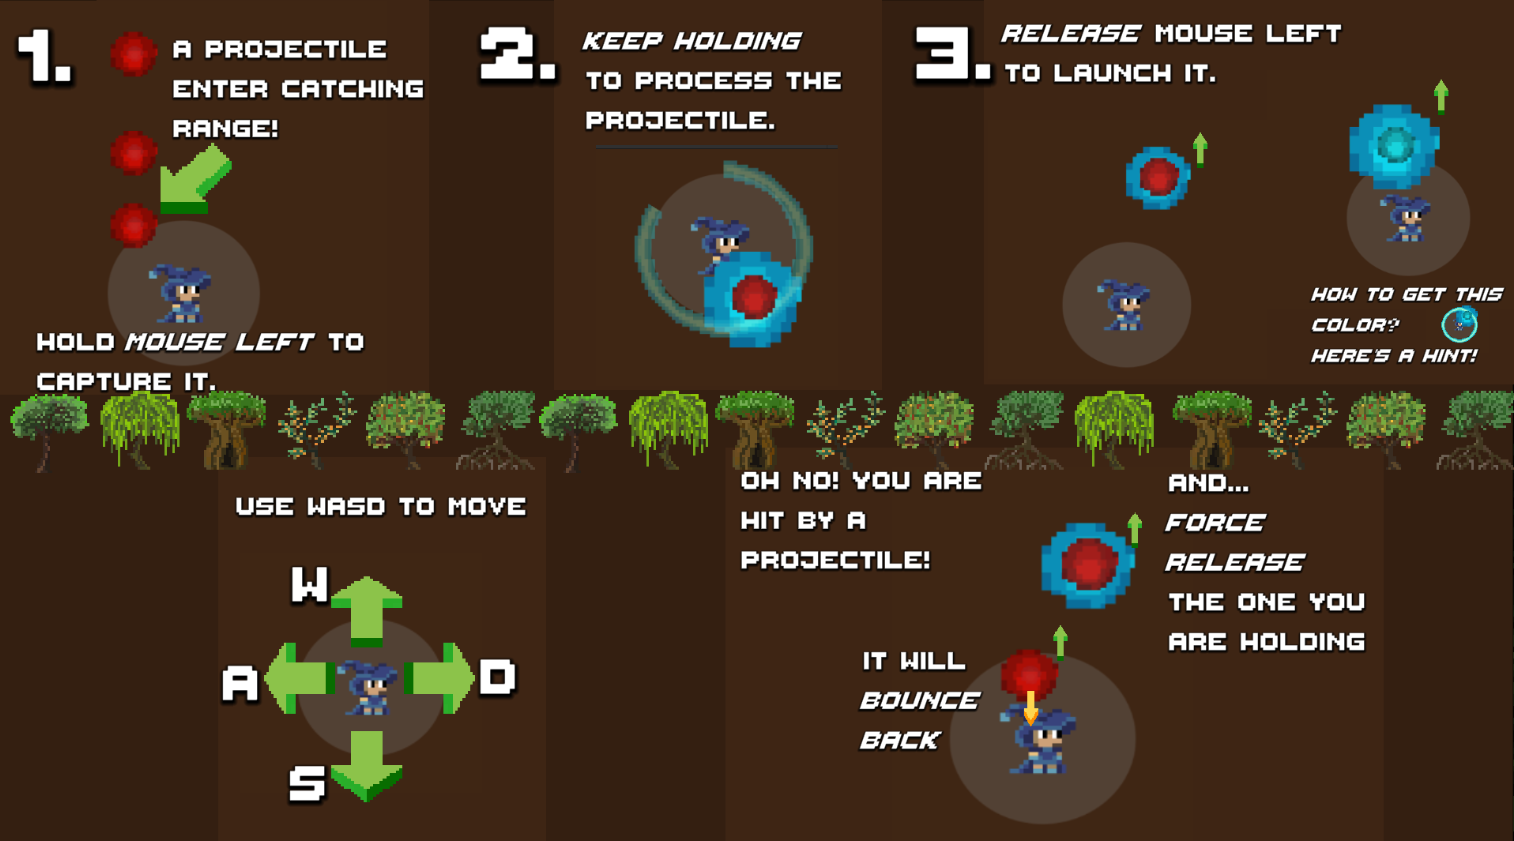 1.
A PROJECTILE
ENTER CATCHING
RANGE!
HOLD MOUSE LEFT TO
CAPTURE IT.
2.
KEEP HOLDING
TO PROCESS THE
PROJECTILE.
3.
RELEASE MOUSE LEFT
TO LAUNCH IT.
HOW TO GET THIS
COLOR?
HERE'S A HINT!
USE WASD TO MOVE
W
A
D
S
OH NO! YOU ARE
HIT BY A
PROJECTILE!
IT WILL
BOUNCE
BACK
AND...
FORCE
RELEASE
THE ONE YOU
ARE HOLDING